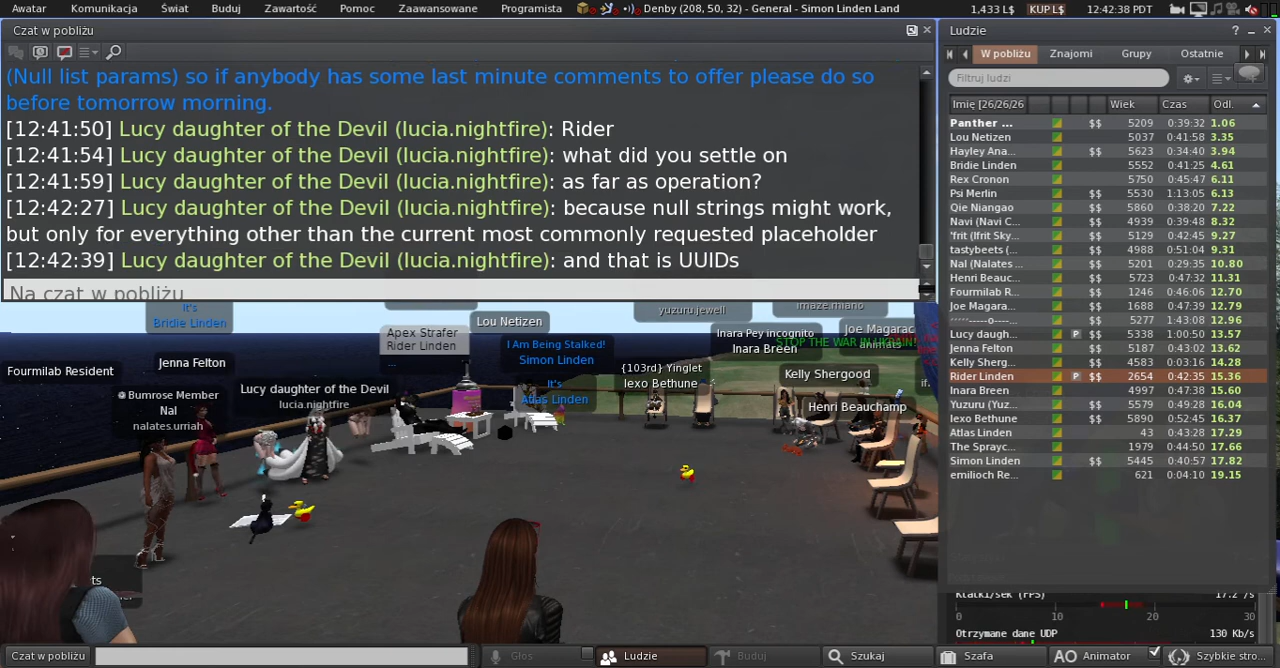 Awatar Komunikacja Świat Buduj Zawartość Pomoc Zaawansowane Programista Denby (208, 50, 32) - General - Simon Linden Land 1,433 L$ KUP L$ 12:42:38 PDT
Czat w pobliżu
(Null list params) so if anybody has some last minute comments to offer please do so
before tomorrow morning.
[12:41:50] Lucy daughter of the Devil (lucia.nightfire): Rider
[12:41:54] Lucy daughter of the Devil (lucia.nightfire): what did you settle on
[12:41:59] Lucy daughter of the Devil (lucia.nightfire): as far as operation?
[12:42:27] Lucy daughter of the Devil (lucia.nightfire): because null strings might work,
but only for everything other than the current most commonly requested placeholder
[12:42:39] Lucy daughter of the Devil (lucia.nightfire): and that is UUIDs
Na czat w pobliżu
It's
Bridie Linden
Jenna Felton
Fourmilab Resident
Bumrose Member
Nal
nalates.urriah
Lucy daughter of the Devil
lucia.nightfire
Apex Strafer
Rider Linden
...
Lou Netizen
I Am Being Stalked!
Simon Linden
It's
Atlas Linden
yuzuru.jewell
{103rd} Yinglet
Iexo Bethune
Inara Pey incognito
Inara Breen
imaze miano
Joe Magarac
animats
STOP THE WAR IN UKRAINE!
Kelly Shergood
Henri Beauchamp
Ludzie
W pobliżu Znajomi Grupy Ostatnie
Filtruj ludzi
Imię [26/26/26 Wiek Czas Odl.
Panther ... $$ 5209 0:39:32 1.06
Lou Netizen 5037 0:41:58 3.35
Hayley Ana... $$ 5623 0:34:40 3.94
Bridie Linden 5552 0:41:25 4.61
Rex Cronon 5750 0:45:47 6.11
Psi Merlin $$ 5530 1:13:05 6.13
Qie Niangao $$ 5860 0:38:20 7.22
Navi (Navi C... $$ 4939 0:39:48 8.32
'frit (Ifrit Sky... $$ 5129 0:42:45 9.27
tastybeets (... $$ 4988 0:51:04 9.31
Nal (Nalates ... $$ 5201 0:29:35 10.80
Henri Beauc... $$ 5723 0:47:32 11.31
Fourmilab R... $$ 1246 0:46:06 12.70
Joe Magara... $$ 1688 0:47:39 12.79
$$ 5277 1:43:08 12.96
Lucy daugh... P $$ 5338 1:00:50 13.57
Jenna Felton $$ 5187 0:43:02 13.62
Kelly Sherg... $$ 4583 0:03:16 14.28
Rider Linden P $$ 2654 0:42:35 15.36
Inara Breen $$ 4997 0:47:38 15.60
Yuzuru (Yuz... $$ 5579 0:49:28 16.04
Iexo Bethune $$ 5890 0:52:45 16.37
Atlas Linden 43 0:43:28 17.29
The Sprayc... 1979 0:44:50 17.66
Simon Linden $$ 5445 0:40:57 17.82
emilioch Re... 621 0:04:10 19.15
Klatki/sek (FPS) 17.2 /s
0 10 20 30
Otrzymane dane UDP 130 Kb/s
Czat w pobliżu Głos Ludzie Buduj Szukaj Szafa AO Animator Szybkie stro...